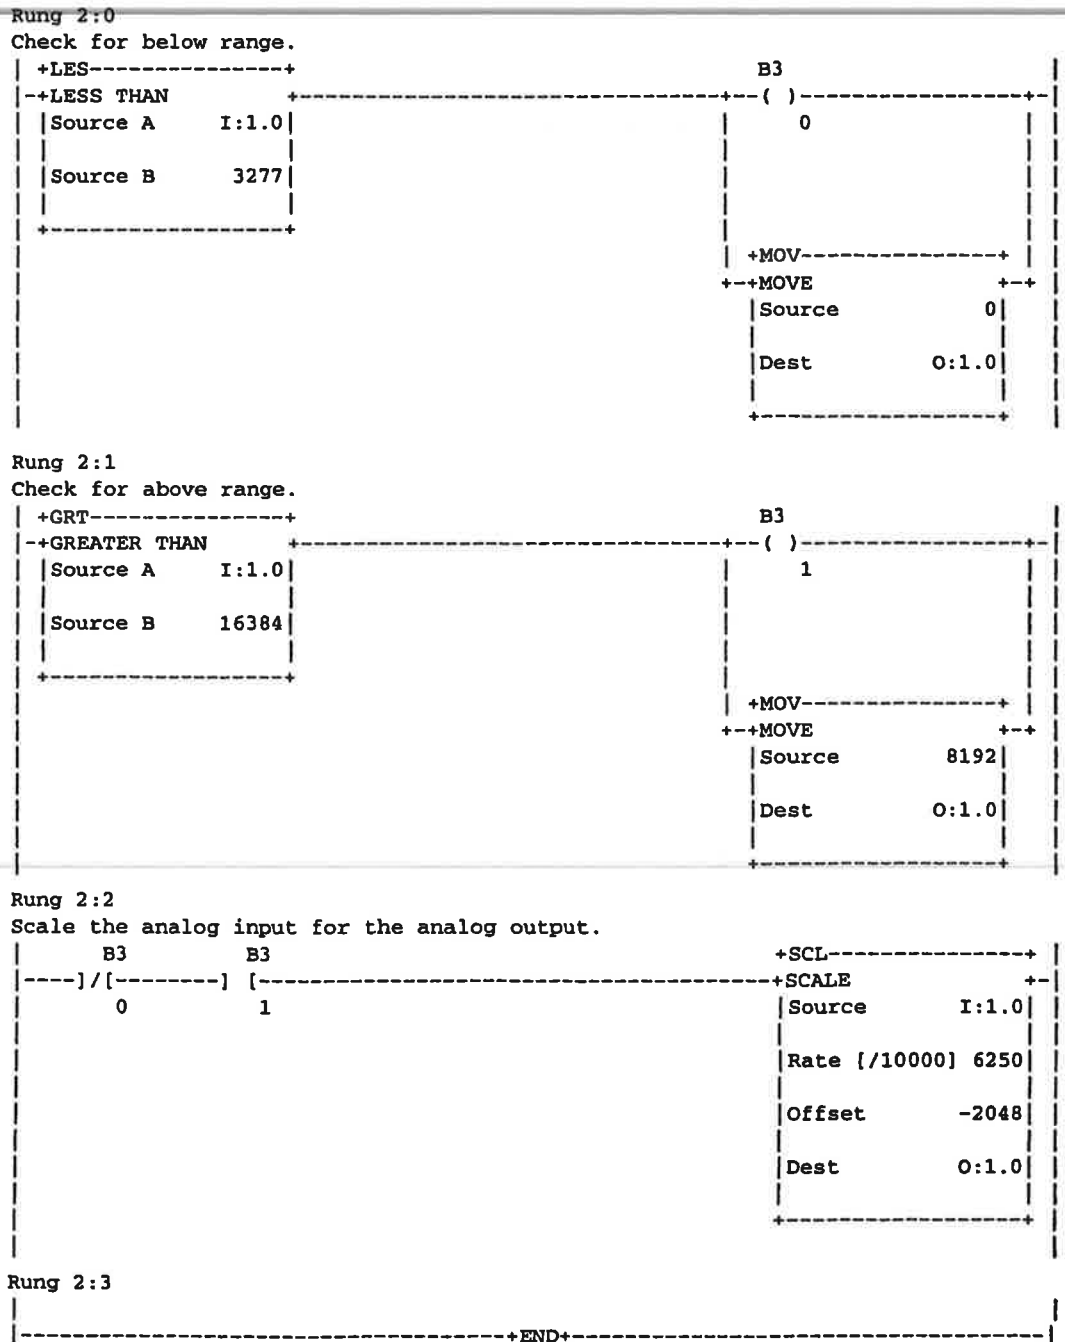 Rung 2:0
Check for below range.
+LES---------------+ B3
-+LESS THAN +---------------------------------+--( )-----------------+-
Source A I:1.0 0
Source B 3277
+------------------+
+MOV---------------+
+-+MOVE +-+
Source 0
Dest O:1.0
+------------------+
Rung 2:1
Check for above range.
+GRT---------------+ B3
-+GREATER THAN +---------------------------------+--( )-----------------+-
Source A I:1.0 1
Source B 16384
+------------------+
+MOV---------------+
+-+MOVE +-+
Source 8192
Dest O:1.0
+------------------+
Rung 2:2
Scale the analog input for the analog output.
B3 B3 +SCL---------------+
----]/[--------] [---------------------------------------+SCALE +-
0 1 Source I:1.0
Rate [/10000] 6250
Offset -2048
Dest O:1.0
+------------------+
Rung 2:3
-------------------------------------+END+------------------------------------